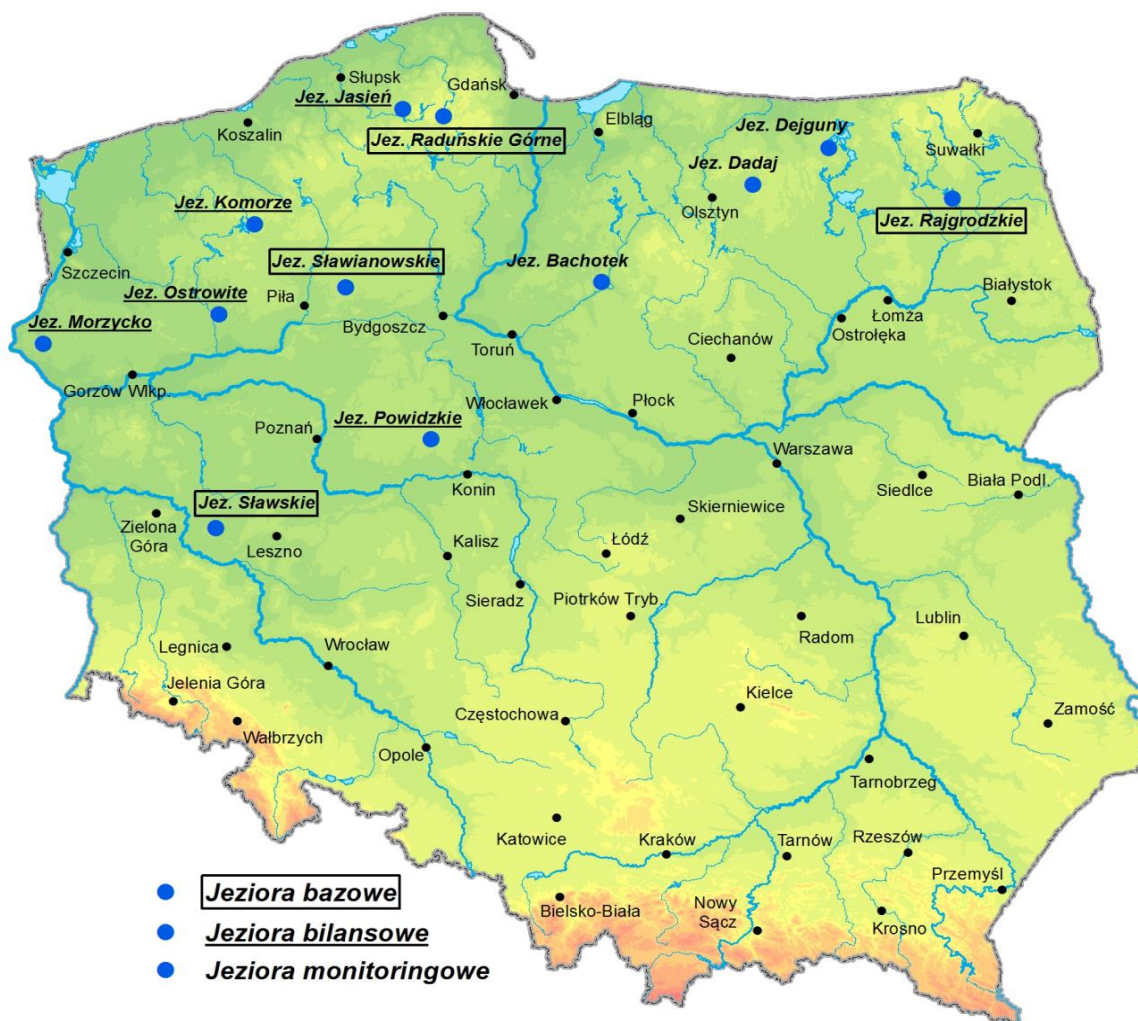 Słupsk
Jez. Jasień
Gdańsk
Koszalin
Jez. Raduńskie Górne
Elbląg
Jez. Dejguny
Suwałki
Jez. Dadaj
Olsztyn
Jez. Komorze
Jez. Rajgrodzkie
Szczecin
Jez. Sławianowskie
Jez. Bachotek
Jez. Ostrowite
Piła
Białystok
Jez. Morzycko
Bydgoszcz
Toruń
Łomża
Ostrołęka
Ciechanów
Gorzów Wlkp.
Włocławek
Płock
Poznań
Jez. Powidzkie
Warszawa
Konin
Siedlce
Biała Podl.
Jez. Sławskie
Skierniewice
Zielona
Góra
Leszno
Kalisz
Łódź
Sieradz
Piotrków Tryb.
Radom
Lublin
Legnica
Wrocław
Jelenia Góra
Kielce
Zamość
Częstochowa
Wałbrzych
Opole
Tarnobrzeg
Katowice
Kraków
Tarnów
Rzeszów
Przemyśl
Bielsko-Biała
Nowy
Sącz
Krosno
Jeziora bazowe
Jeziora bilansowe
Jeziora monitoringowe